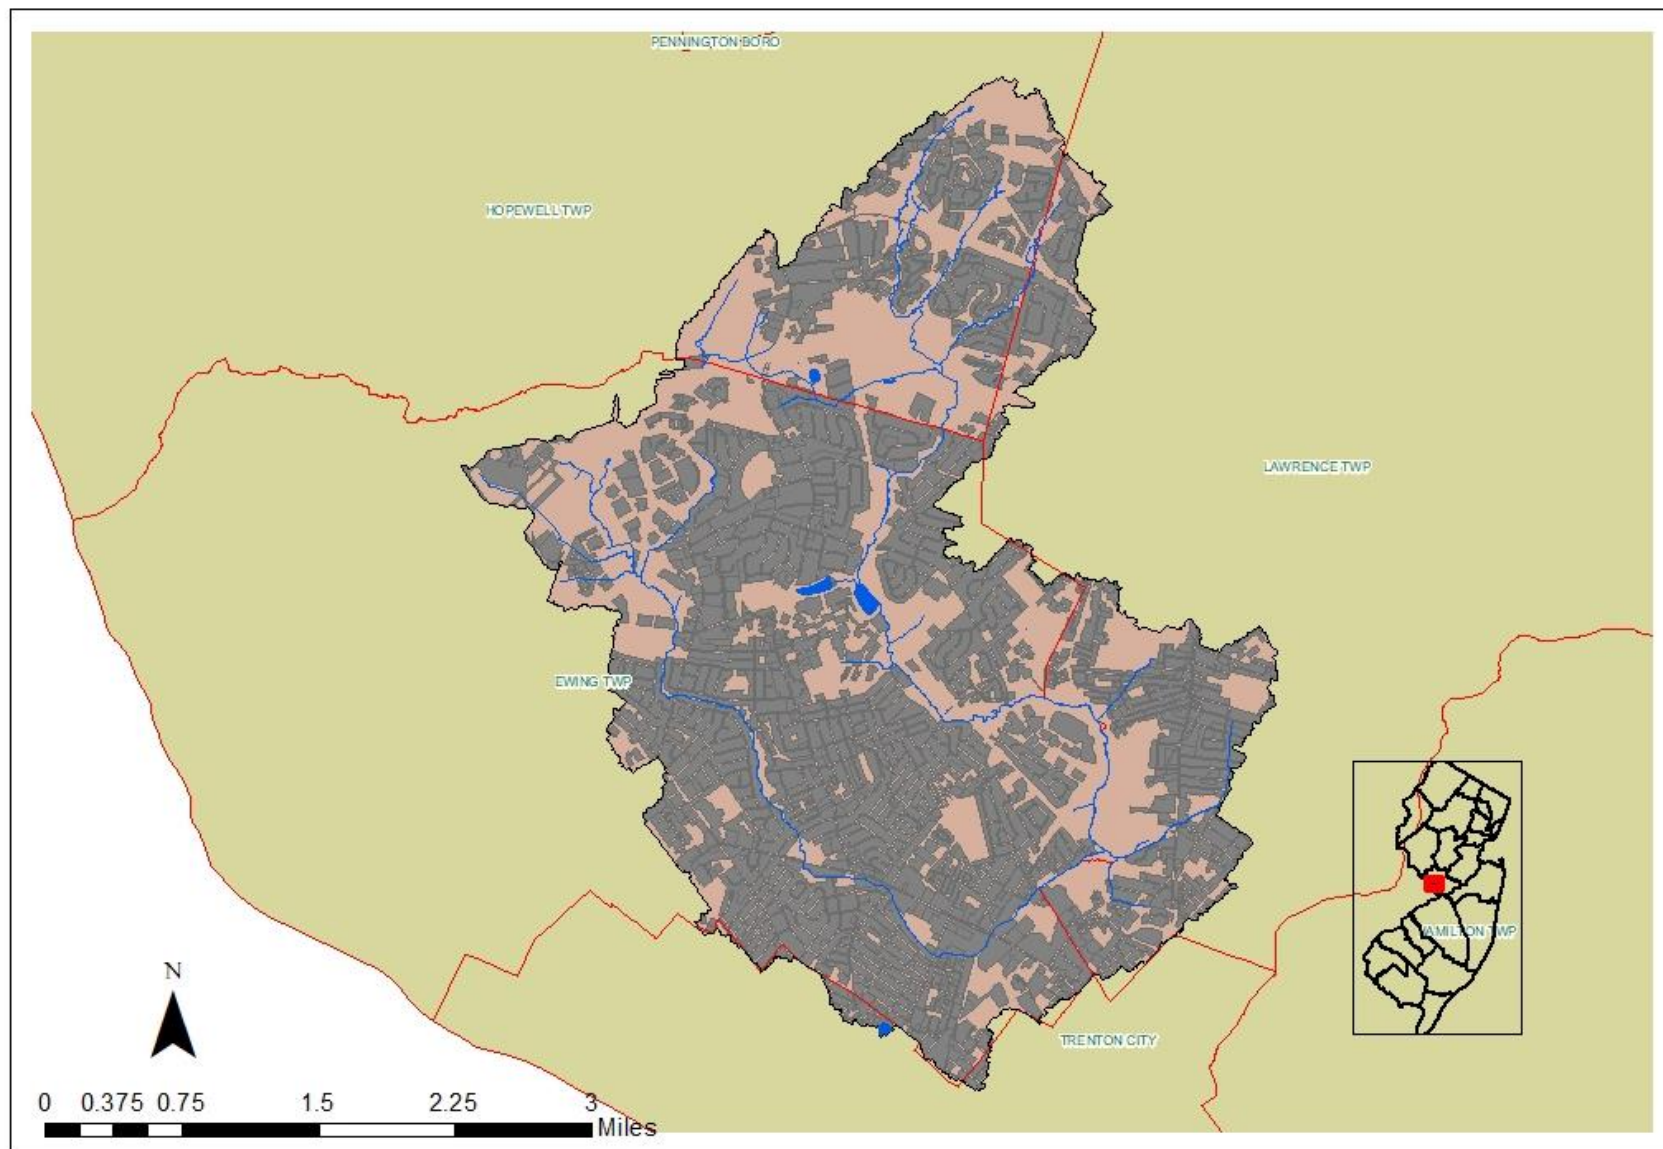 PENNINGTON BORO
HOPEWELL TWP
LAWRENCE TWP
EWING TWP
AMILTON TWP
N
TRENTON CITY
0 0.375 0.75 1.5 2.25 3
Miles